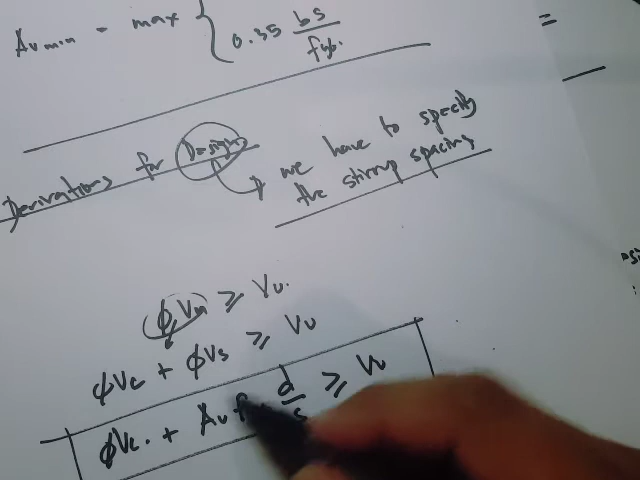 Av min = max {
0.35 bs
fyt.
=
Derivations for Design
we have to specify
the stirrup spacing
φVn ≥ Vu.
φVc + φVs ≥ Vu
φVc. + Av f d/s ≥ Vu